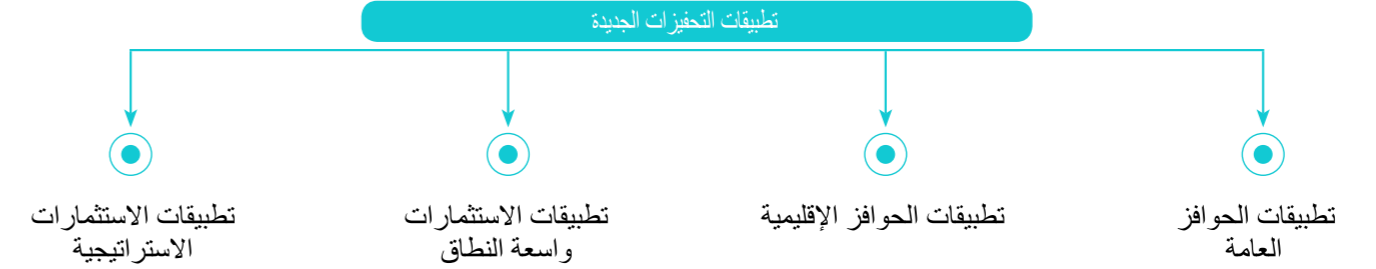 تطبيقات التحفيزات الجديدة
تطبيقات الحوافز
العامة
تطبيقات الحوافز الإقليمية
تطبيقات الاستثمارات
واسعة النطاق
تطبيقات الاستثمارات
الاستراتيجية